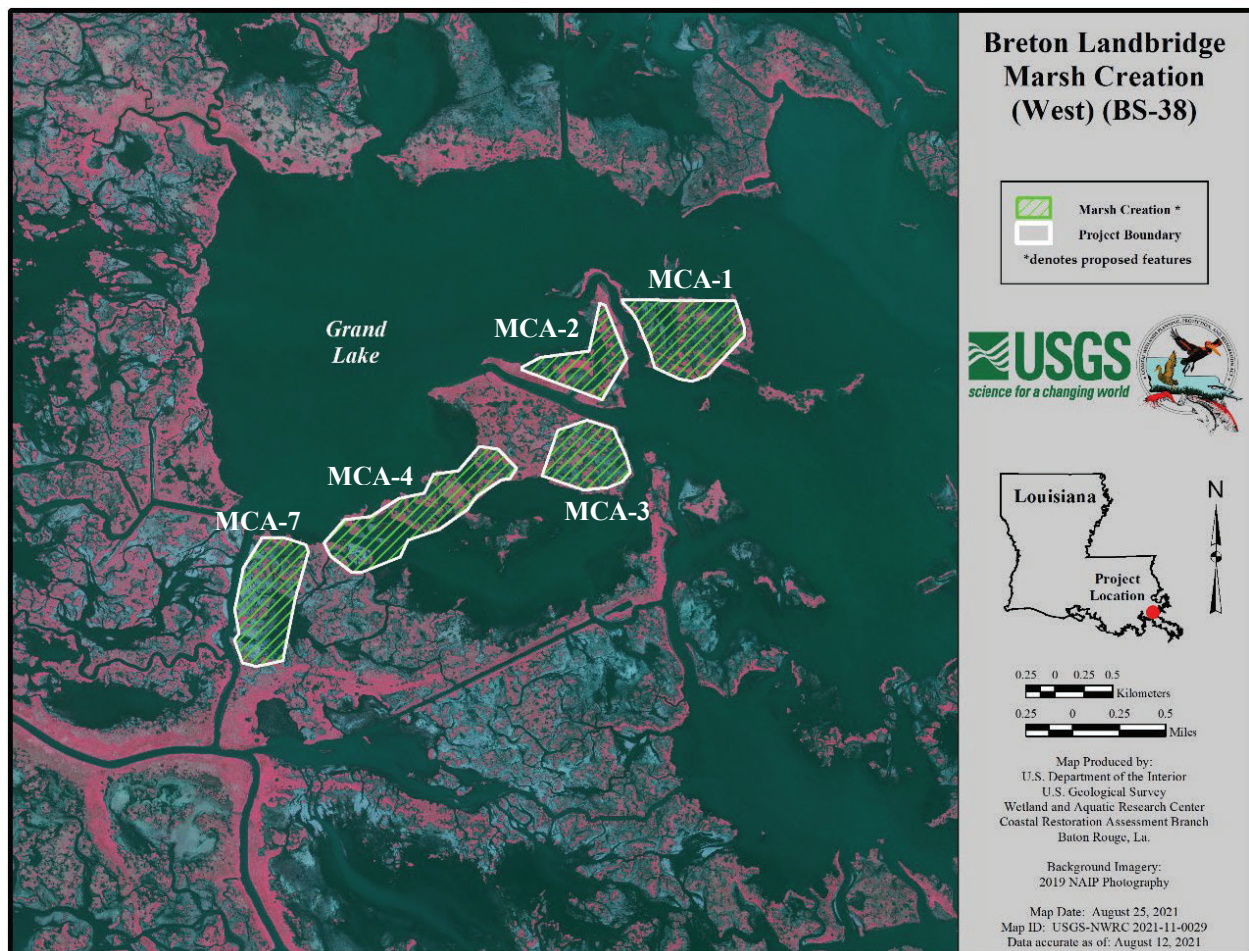 Breton Landbridge
Marsh Creation
(West) (BS-38)
Marsh Creation *
Project Boundary
*denotes proposed features
MCA-1
MCA-2
Grand
Lake
MCA-4
MCA-3
MCA-7
USGS
science for a changing world
Louisiana
N
Project
Location
0.25 0 0.25 0.5
Kilometers
0.25 0 0.25 0.5
Miles
Map Produced by:
U.S. Department of the Interior
U.S. Geological Survey
Wetland and Aquatic Research Center
Coastal Restoration Assessment Branch
Baton Rouge, La.
Background Imagery:
2019 NAIP Photography
Map Date: August 25, 2021
Map ID: USGS-NWRC 2021-11-0029
Data accurate as of: August 12, 2021